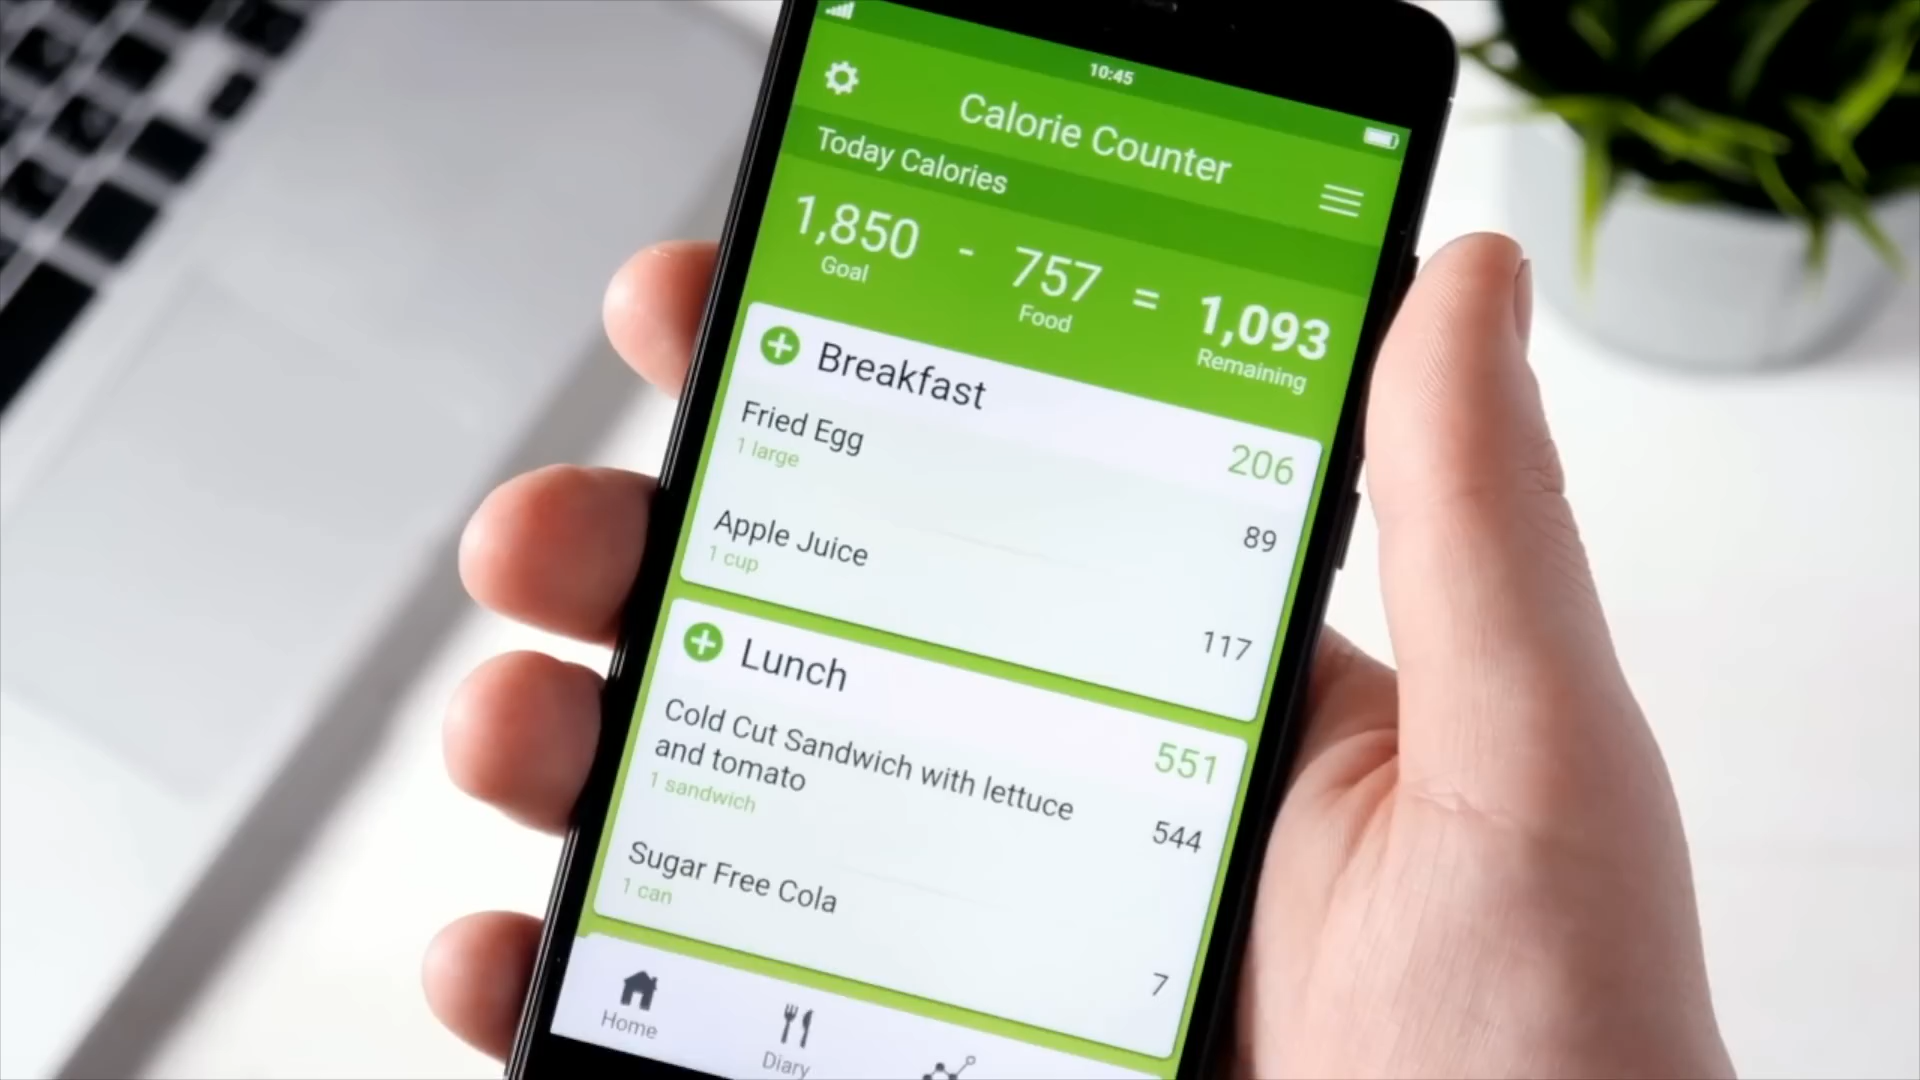 10:45
Calorie Counter
Today Calories
1,850 - 757 = 1,093
Goal Food Remaining
Breakfast 206
Fried Egg 89
1 large
Apple Juice 117
1 cup
Lunch 551
Cold Cut Sandwich with lettuce 544
and tomato
1 sandwich
Sugar Free Cola 7
1 can
Home
Diary